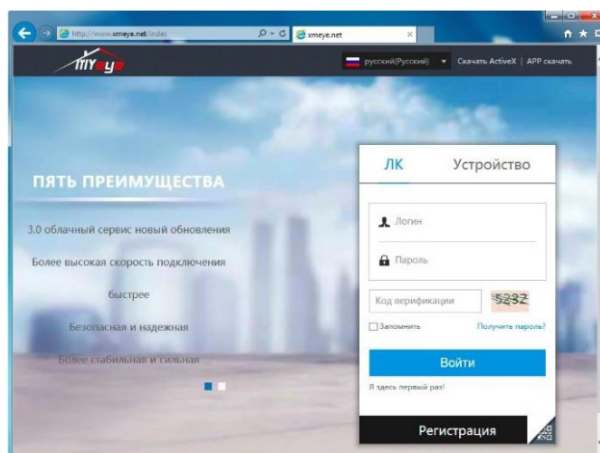 http://www.xmeye.net/index
xmeye.net
mYeye
русский(Русский)
Скачать ActiveX | APP скачать
ПЯТЬ ПРЕИМУЩЕСТВА
3.0 облачный сервис новый обновления
Более высокая скорость подключения
быстрее
Безопасная и надежная
Более стабильная и сильная
ЛК
Устройство
Логин
Пароль
Код верификации
5232
Запомнить
Получить пароль?
Войти
Я здесь первый раз!
Регистрация